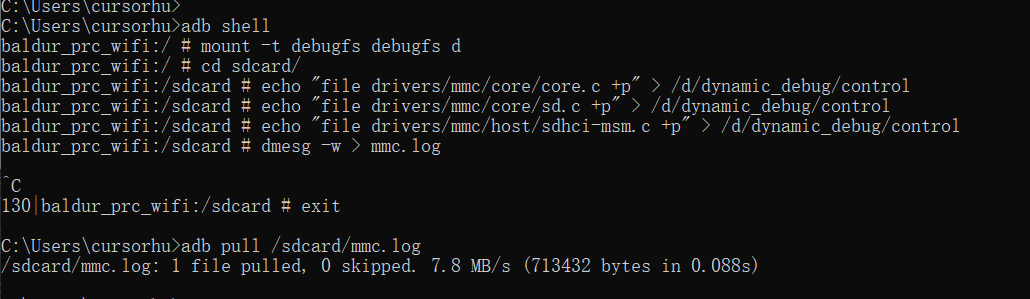 C:\Users\cursorhu>
C:\Users\cursorhu>adb shell
baldur_prc_wifi:/ # mount -t debugfs debugfs d
baldur_prc_wifi:/ # cd sdcard/
baldur_prc_wifi:/sdcard # echo "file drivers/mmc/core/core.c +p" > /d/dynamic_debug/control
baldur_prc_wifi:/sdcard # echo "file drivers/mmc/core/sd.c +p" > /d/dynamic_debug/control
baldur_prc_wifi:/sdcard # echo "file drivers/mmc/host/sdhci-msm.c +p" > /d/dynamic_debug/control
baldur_prc_wifi:/sdcard # dmesg -w > mmc.log
^C
130|baldur_prc_wifi:/sdcard # exit
C:\Users\cursorhu>adb pull /sdcard/mmc.log
/sdcard/mmc.log: 1 file pulled, 0 skipped. 7.8 MB/s (713432 bytes in 0.088s)